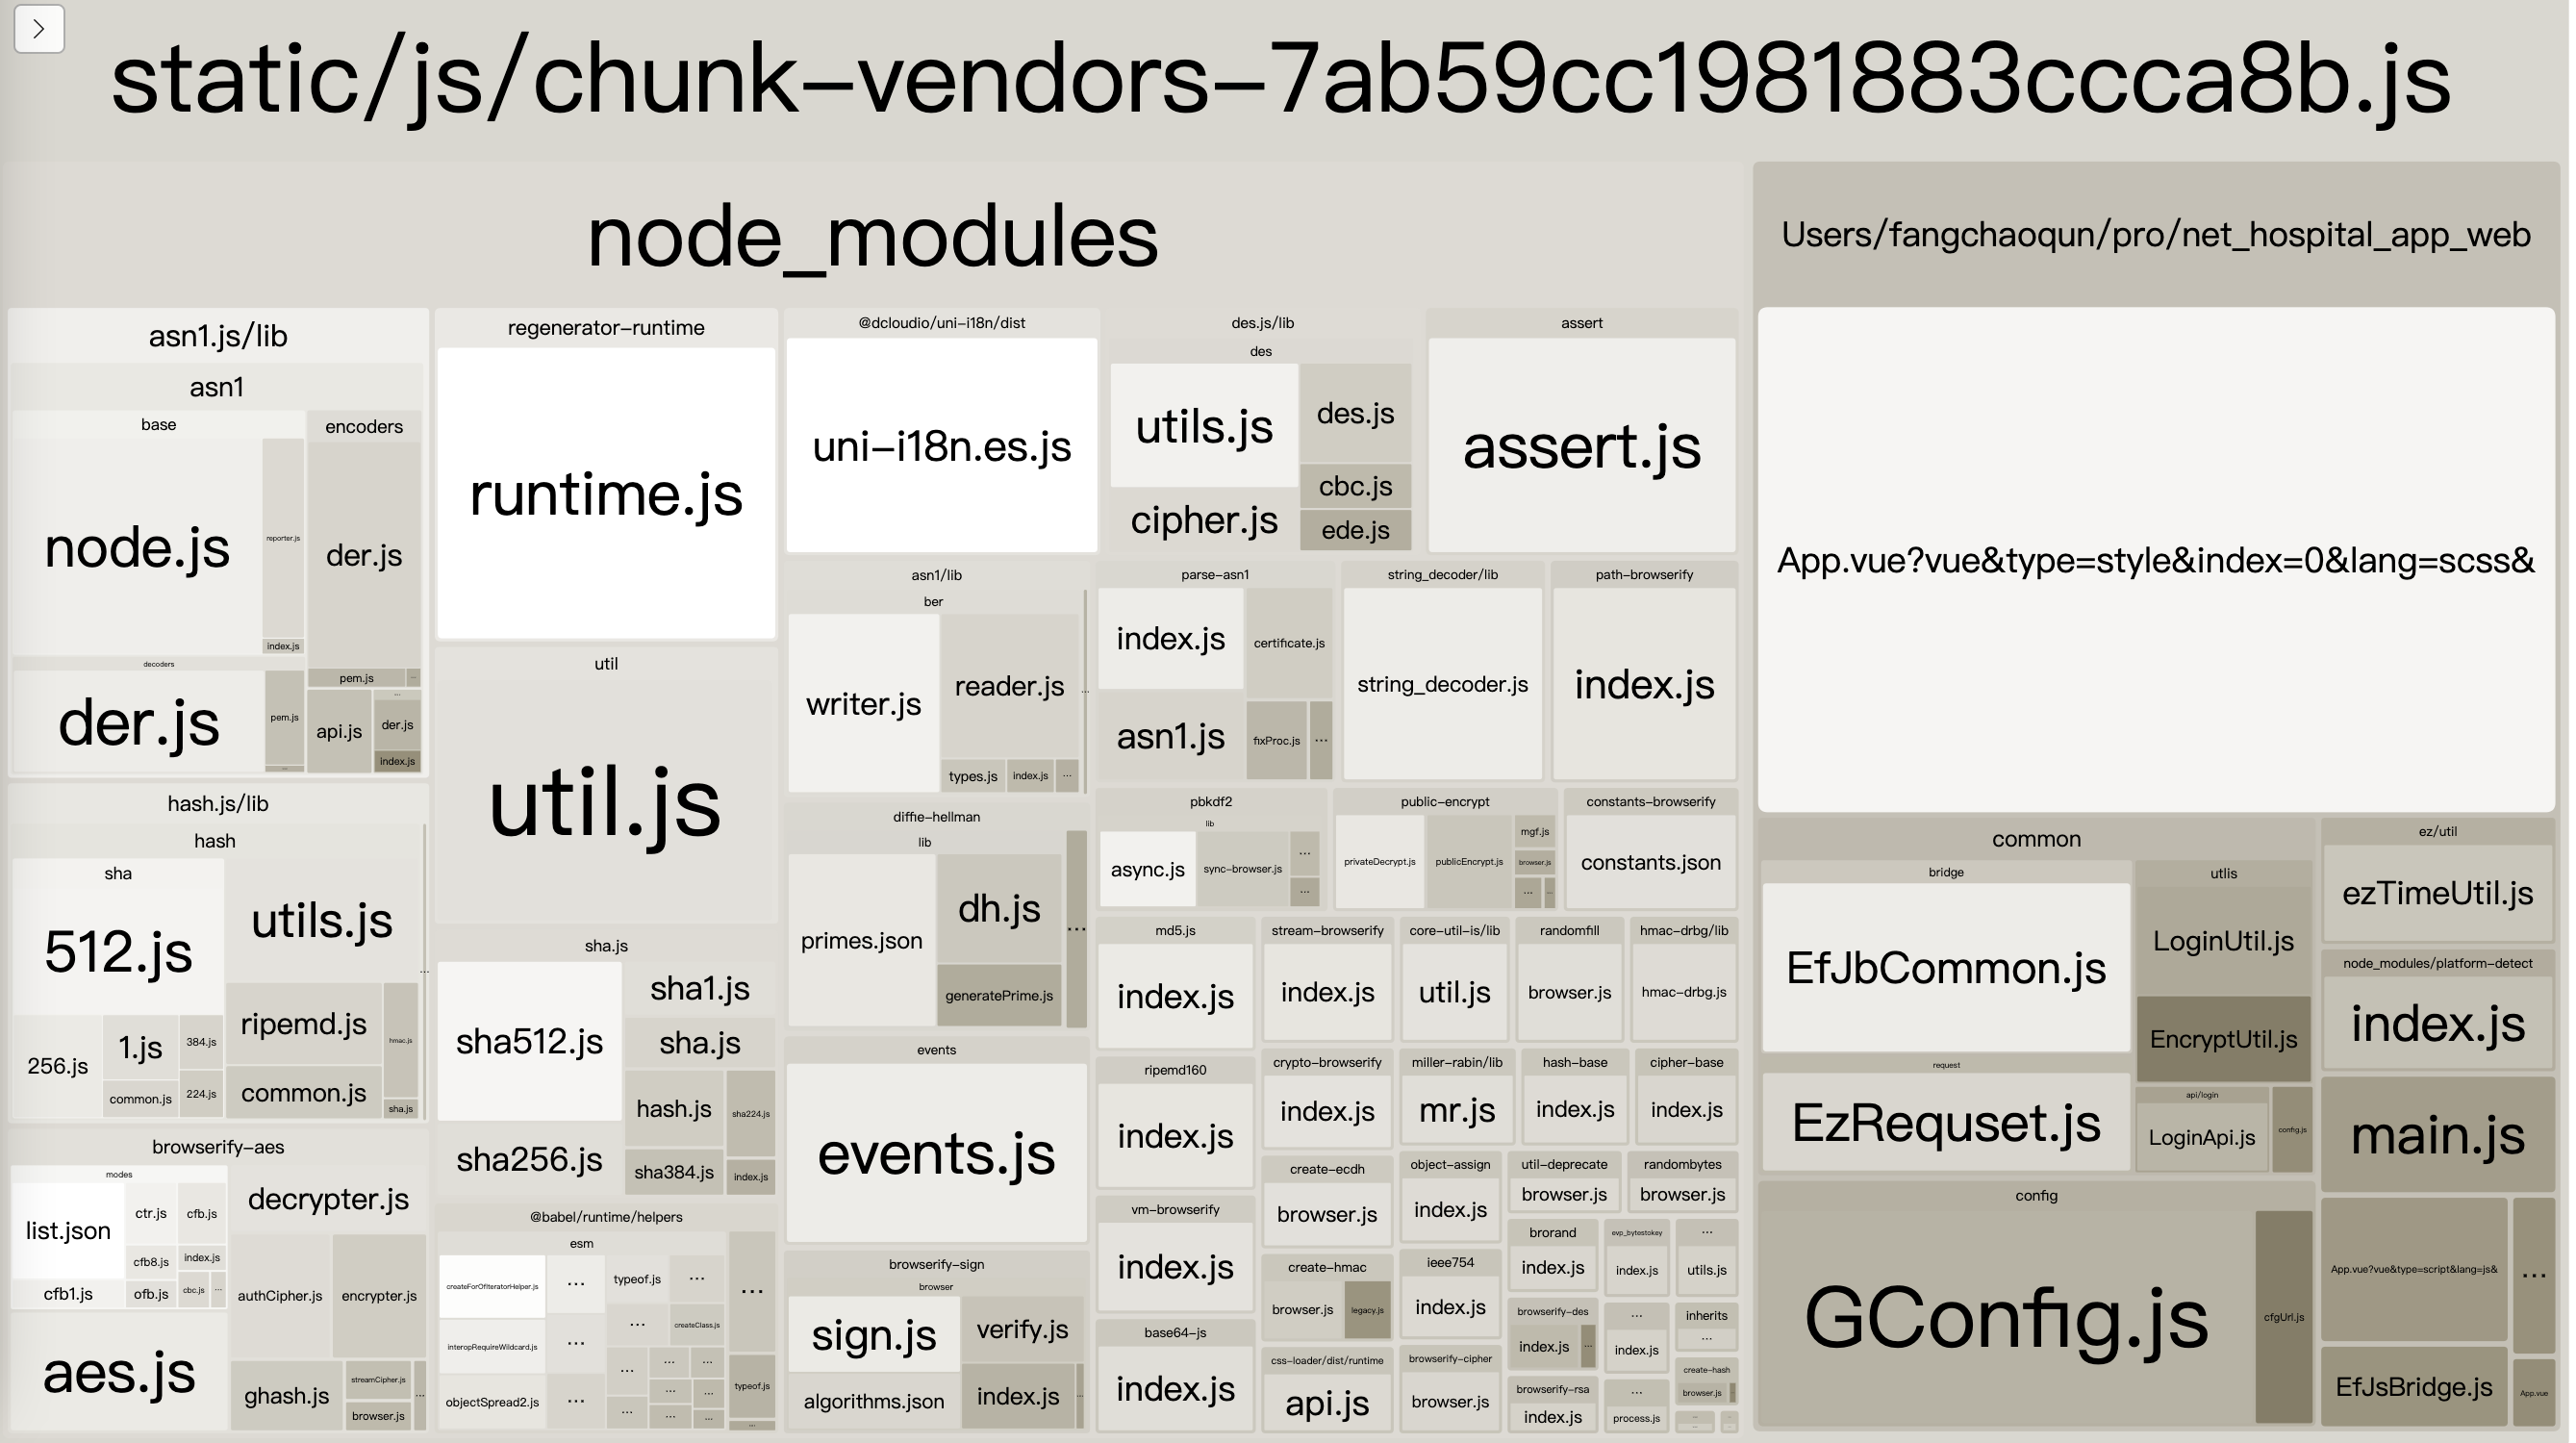 static/js/chunk-vendors-7ab59cc1981883ccca8b.js
node_modules
Users/fangchaoqun/pro/net_hospital_app_web
asn1.js/lib
asn1
base
node.js
reporter.js
index.js
encoders
der.js
pem.js
...
decoders
der.js
pem.js
...
api.js
...
der.js
index.js
hash.js/lib
hash
sha
512.js
256.js
1.js
common.js
384.js
224.js
utils.js
ripemd.js
common.js
hmac.js
sha.js
...
browserify-aes
modes
list.json
cfb1.js
ctr.js
cfb8.js
ofb.js
cfb.js
index.js
cbc.js
...
aes.js
decrypter.js
authCipher.js
encrypter.js
ghash.js
streamCipher.js
browser.js
...
regenerator-runtime
runtime.js
util
util.js
sha.js
sha512.js
sha256.js
sha1.js
sha.js
hash.js
sha384.js
sha224.js
index.js
@babel/runtime/helpers
esm
createForOfIteratorHelper.js
interopRequireWildcard.js
objectSpread2.js
...
...
...
typeof.js
...
...
createClass.js
...
...
...
...
...
...
...
...
...
typeof.js
...
@dcloudio/uni-i18n/dist
uni-i18n.es.js
des.js/lib
des
utils.js
cipher.js
des.js
cbc.js
ede.js
assert
assert.js
asn1/lib
ber
writer.js
reader.js
types.js
index.js
...
...
diffie-hellman
lib
primes.json
dh.js
generatePrime.js
...
events
events.js
browserify-sign
browser
sign.js
algorithms.json
verify.js
index.js
...
parse-asn1
index.js
asn1.js
certificate.js
fixProc.js
...
string_decoder/lib
string_decoder.js
path-browserify
index.js
pbkdf2
lib
async.js
sync-browser.js
...
...
public-encrypt
privateDecrypt.js
publicEncrypt.js
mgf.js
browser.js
...
...
constants-browserify
constants.json
md5.js
index.js
ripemd160
index.js
vm-browserify
index.js
base64-js
index.js
stream-browserify
index.js
core-util-is/lib
util.js
randomfill
browser.js
hmac-drbg/lib
hmac-drbg.js
crypto-browserify
index.js
miller-rabin/lib
mr.js
hash-base
index.js
cipher-base
index.js
create-ecdh
browser.js
create-hmac
browser.js
legacy.js
css-loader/dist/runtime
api.js
object-assign
index.js
ieee754
index.js
browserify-cipher
browser.js
util-deprecate
browser.js
randombytes
browser.js
brorand
index.js
evp_bytestokey
index.js
...
utils.js
browserify-des
index.js
...
...
index.js
inherits
...
create-hash
browser.js
browserify-rsa
index.js
...
process.js
App.vue?vue&type=style&index=0&lang=scss&
common
bridge
EfJbCommon.js
request
EzRequset.js
utlis
LoginUtil.js
EncryptUtil.js
api/login
LoginApi.js
config.js
config
GConfig.js
cfgUrl.js
ez/util
ezTimeUtil.js
node_modules/platform-detect
index.js
main.js
App.vue?vue&type=script&lang=js&
EfJsBridge.js
...
App.vue